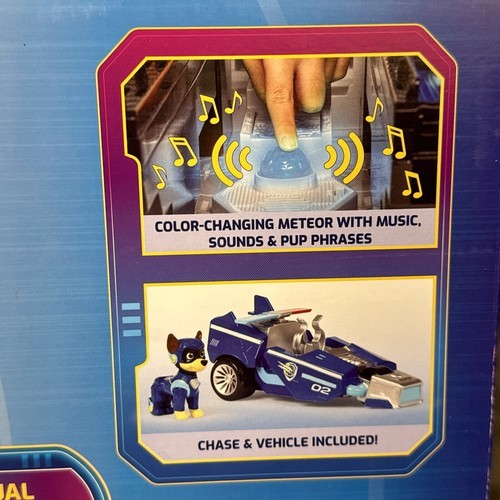 COLOR-CHANGING METEOR WITH MUSIC,
SOUNDS & PUP PHRASES
02
CHASE & VEHICLE INCLUDED!
UAL